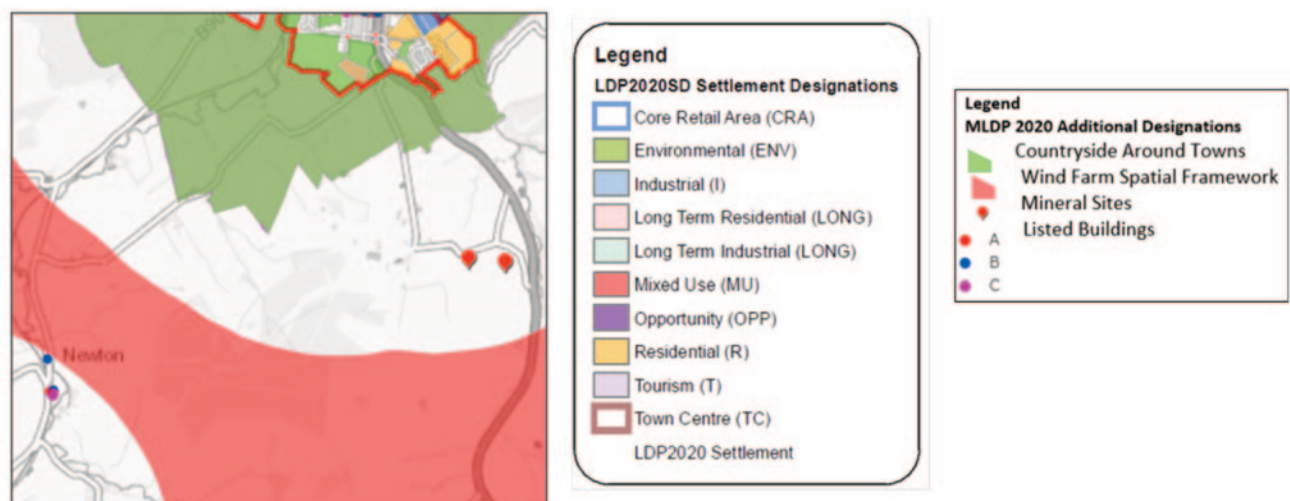 B90
Newton
Legend
LDP2020SD Settlement Designations
Core Retail Area (CRA)
Environmental (ENV)
Industrial (I)
Long Term Residential (LONG)
Long Term Industrial (LONG)
Mixed Use (MU)
Opportunity (OPP)
Residential (R)
Tourism (T)
Town Centre (TC)
LDP2020 Settlement
Legend
MLDP 2020 Additional Designations
Countryside Around Towns
Wind Farm Spatial Framework
Mineral Sites
Listed Buildings
A
B
C